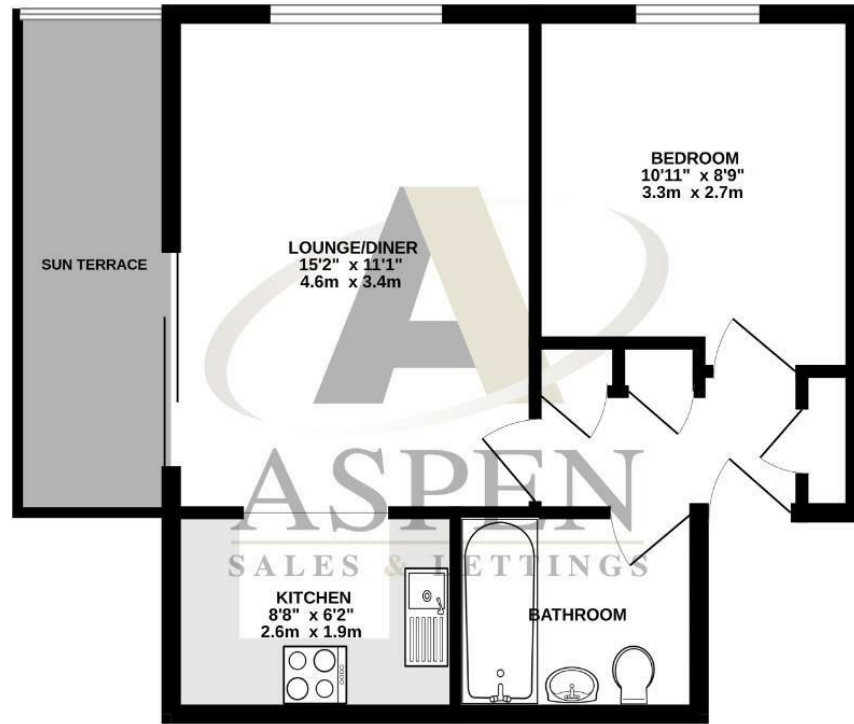 BEDROOM
10'11" x 8'9"
3.3m x 2.7m
LOUNGE/DINER
15'2" x 11'1"
4.6m x 3.4m
SUN TERRACE
ASPEN
SALES & LETTINGS
KITCHEN
8'8" x 6'2"
2.6m x 1.9m
BATHROOM